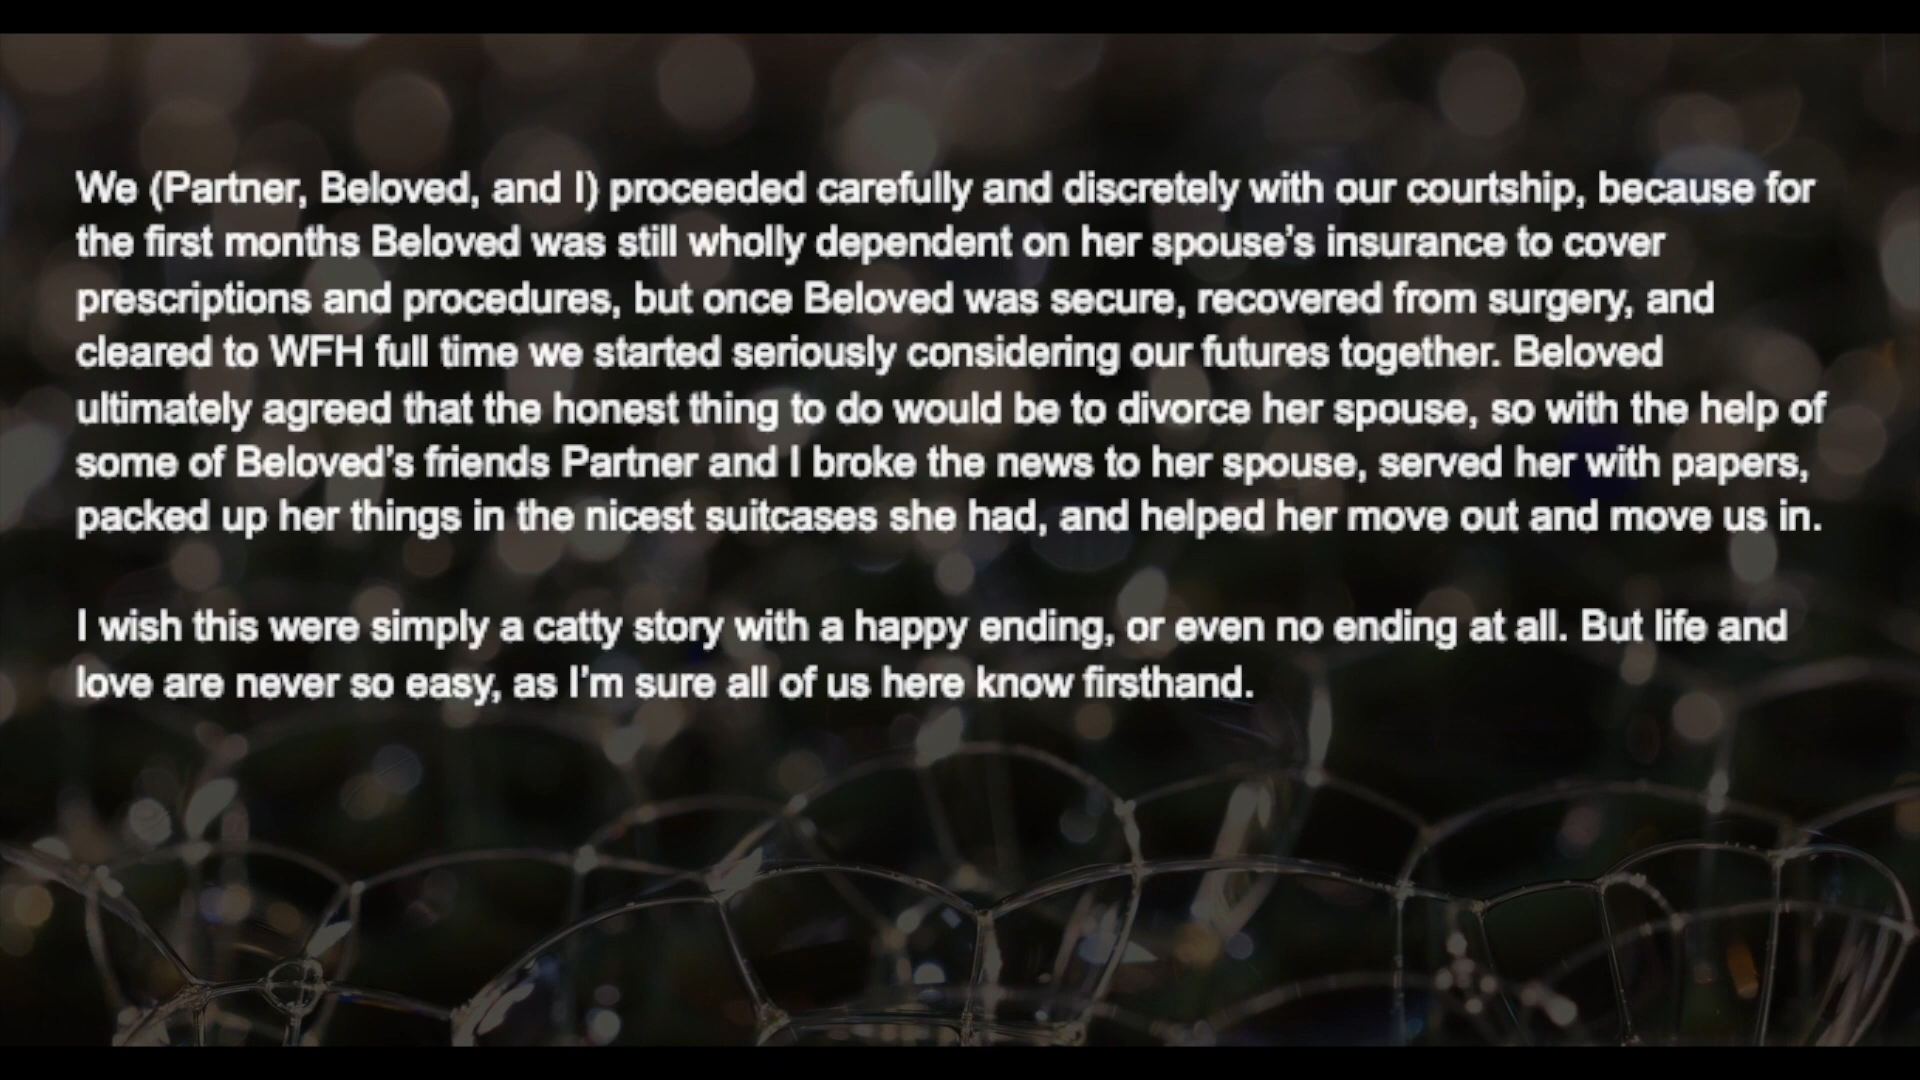 We (Partner, Beloved, and I) proceeded carefully and discretely with our courtship, because for
the first months Beloved was still wholly dependent on her spouse’s insurance to cover
prescriptions and procedures, but once Beloved was secure, recovered from surgery, and
cleared to WFH full time we started seriously considering our futures together. Beloved
ultimately agreed that the honest thing to do would be to divorce her spouse, so with the help of
some of Beloved’s friends Partner and I broke the news to her spouse, served her with papers,
packed up her things in the nicest suitcases she had, and helped her move out and move us in.
I wish this were simply a catty story with a happy ending, or even no ending at all. But life and
love are never so easy, as I’m sure all of us here know firsthand.